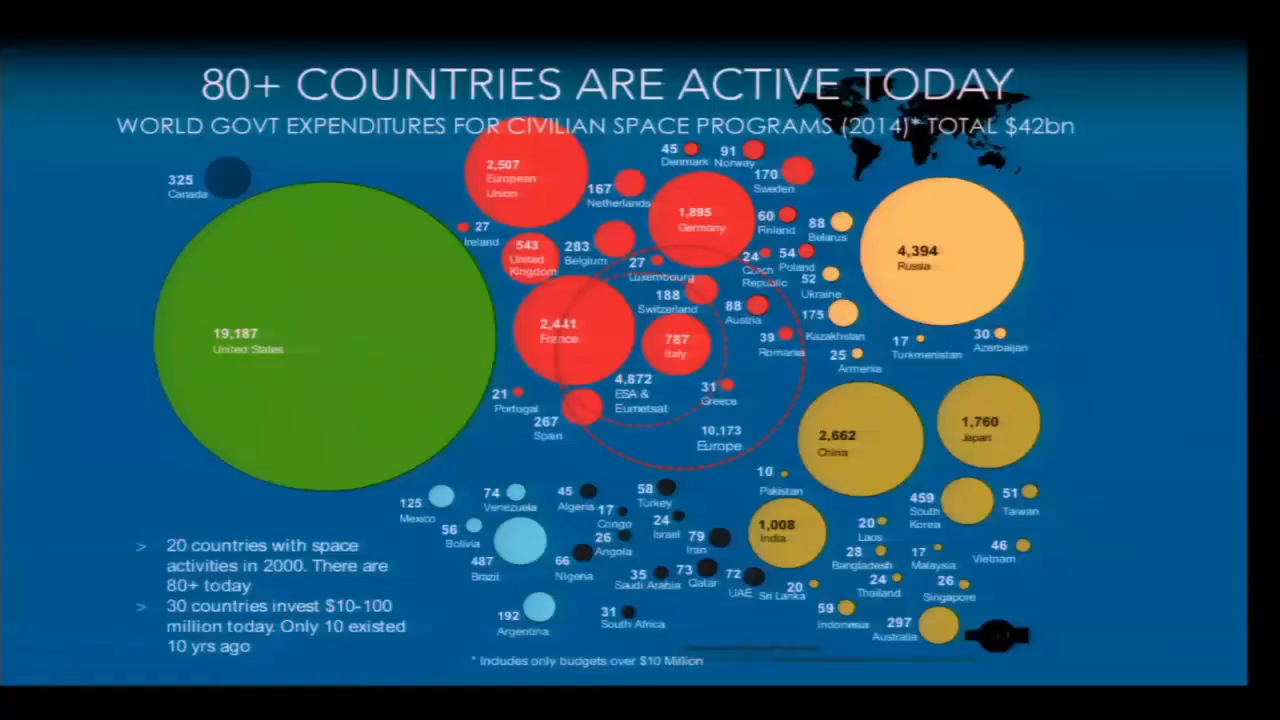 80+ COUNTRIES ARE ACTIVE TODAY
WORLD GOVT EXPENDITURES FOR CIVILIAN SPACE PROGRAMS (2014)* TOTAL $42bn
325
Canada
19,187
United States
2,507
European
Union
27
Ireland
543
United
Kingdom
167
Netherlands
283
Belgium
45
Denmark
91
Norway
170
Sweden
1,895
Germany
60
Finland
27
Luxembourg
24
Czech
Republic
54
Poland
188
Switzerland
88
Austria
2,441
France
787
Italy
39
Romania
21
Portugal
267
Spain
4,872
ESA &
Eumetsat
31
Greece
10,173
Europe
88
Belarus
4,394
Russia
52
Ukraine
175
Kazakhstan
25
Armenia
17
Turkmenistan
30
Azerbaijan
2,662
China
1,760
Japan
10
Pakistan
1,008
India
459
South
Korea
51
Taiwan
20
Laos
28
Bangladesh
17
Malaysia
46
Vietnam
24
Thailand
26
Singapore
20
Sri Lanka
59
Indonesia
297
Australia
125
Mexico
74
Venezuela
56
Bolivia
487
Brazil
192
Argentina
45
Algeria
58
Turkey
17
Congo
24
Israel
26
Angola
79
Iran
66
Nigeria
35
Saudi Arabia
73
Qatar
72
UAE
31
South Africa
> 20 countries with space
activities in 2000. There are
80+ today
> 30 countries invest $10-100
million today. Only 10 existed
10 yrs ago
* Includes only budgets over $10 Million